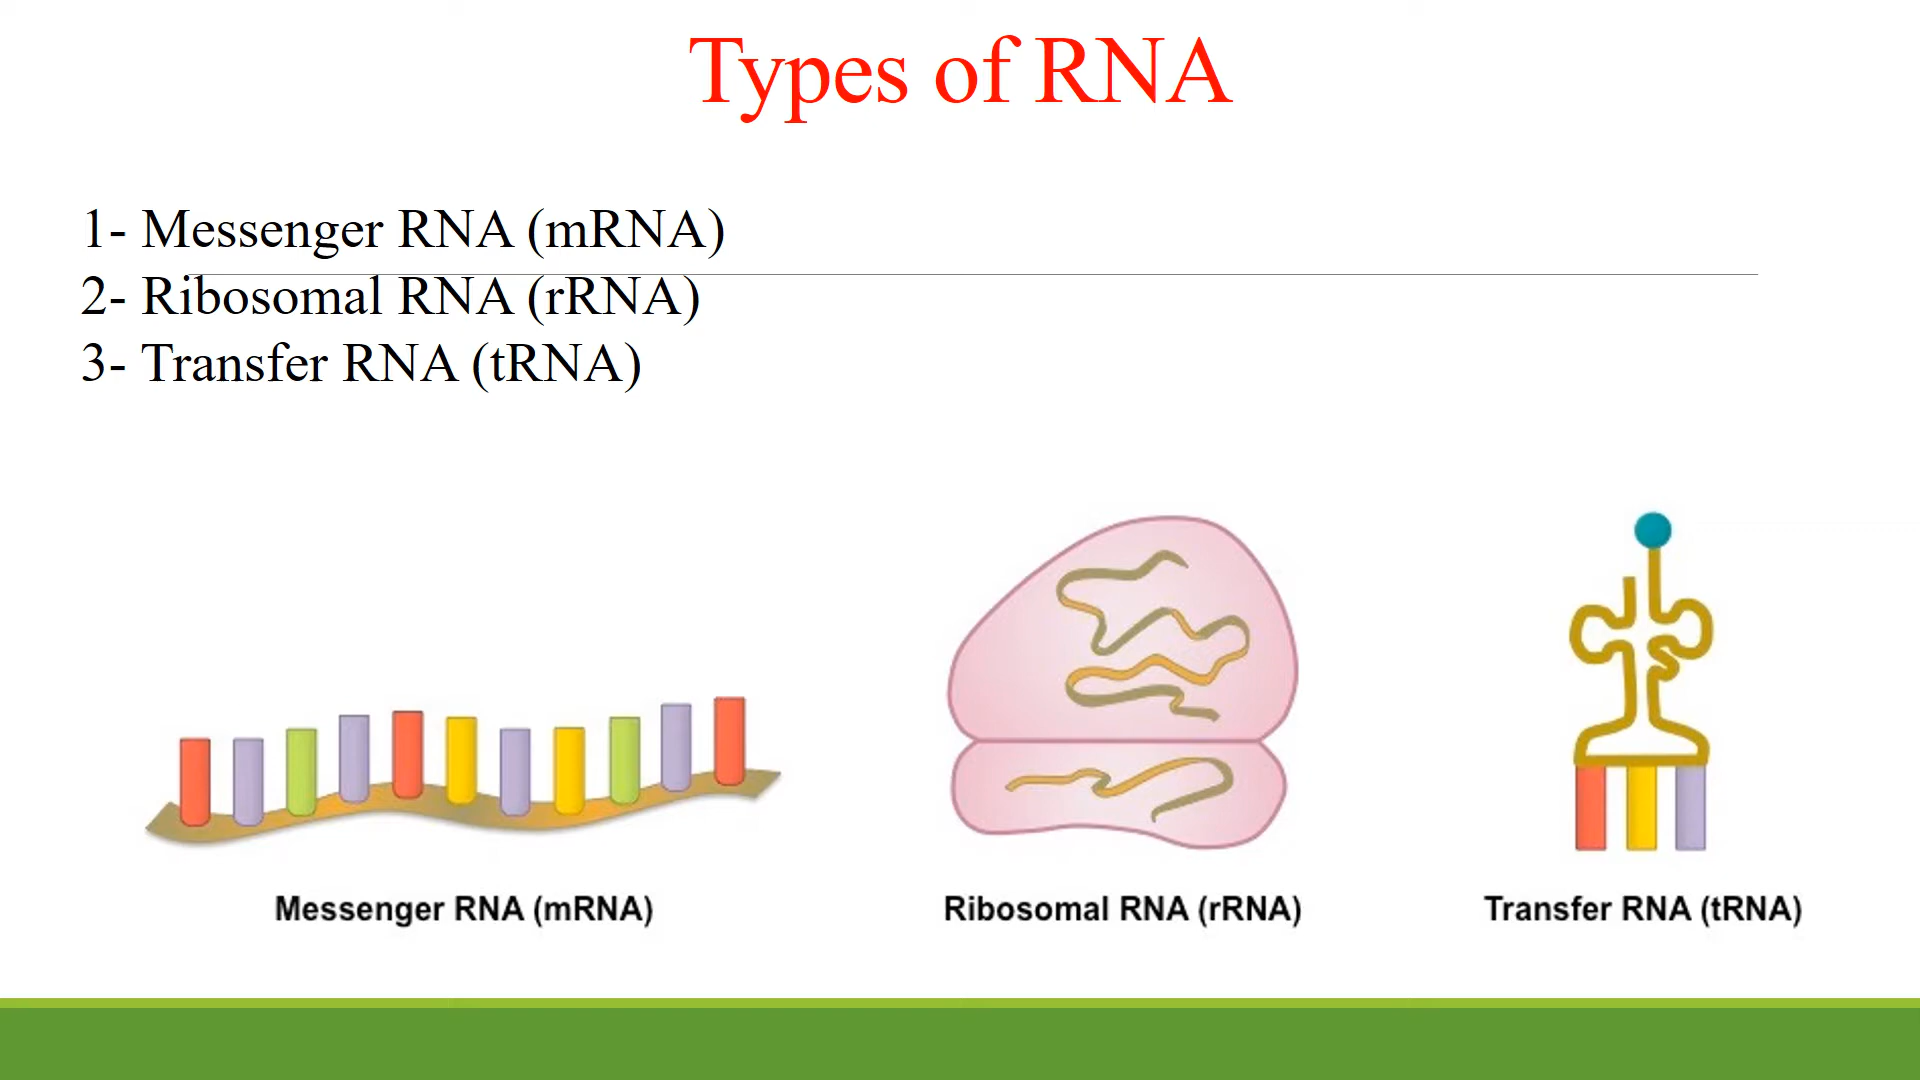 Types of RNA
1- Messenger RNA (mRNA)
2- Ribosomal RNA (rRNA)
3- Transfer RNA (tRNA)
Messenger RNA (mRNA)
Ribosomal RNA (rRNA)
Transfer RNA (tRNA)